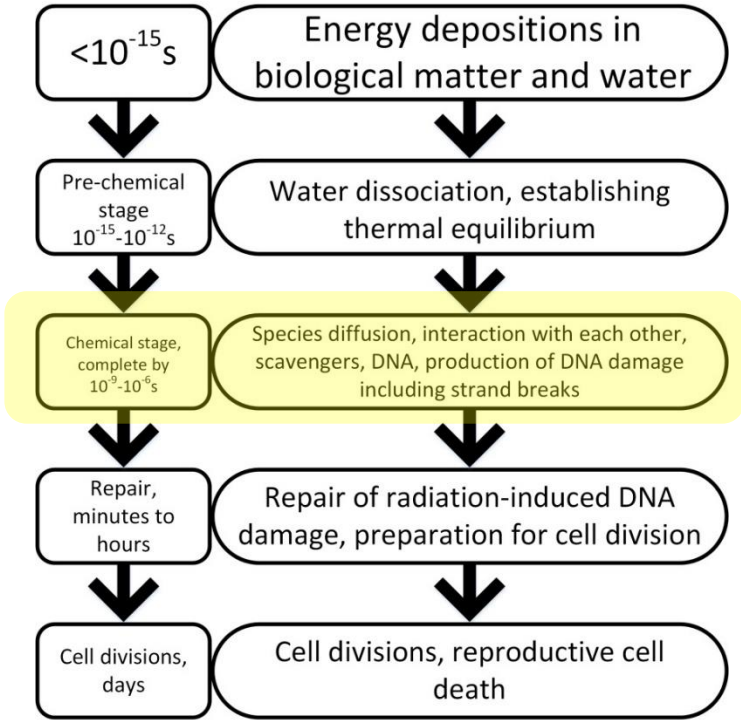 <10⁻¹⁵s
Energy depositions in
biological matter and water
Pre-chemical
stage
10⁻¹⁵-10⁻¹²s
Water dissociation, establishing
thermal equilibrium
Chemical stage,
complete by
10⁻⁹-10⁻⁶s
Species diffusion, interaction with each other,
scavengers, DNA, production of DNA damage
including strand breaks
Repair,
minutes to
hours
Repair of radiation-induced DNA
damage, preparation for cell division
Cell divisions,
days
Cell divisions, reproductive cell
death